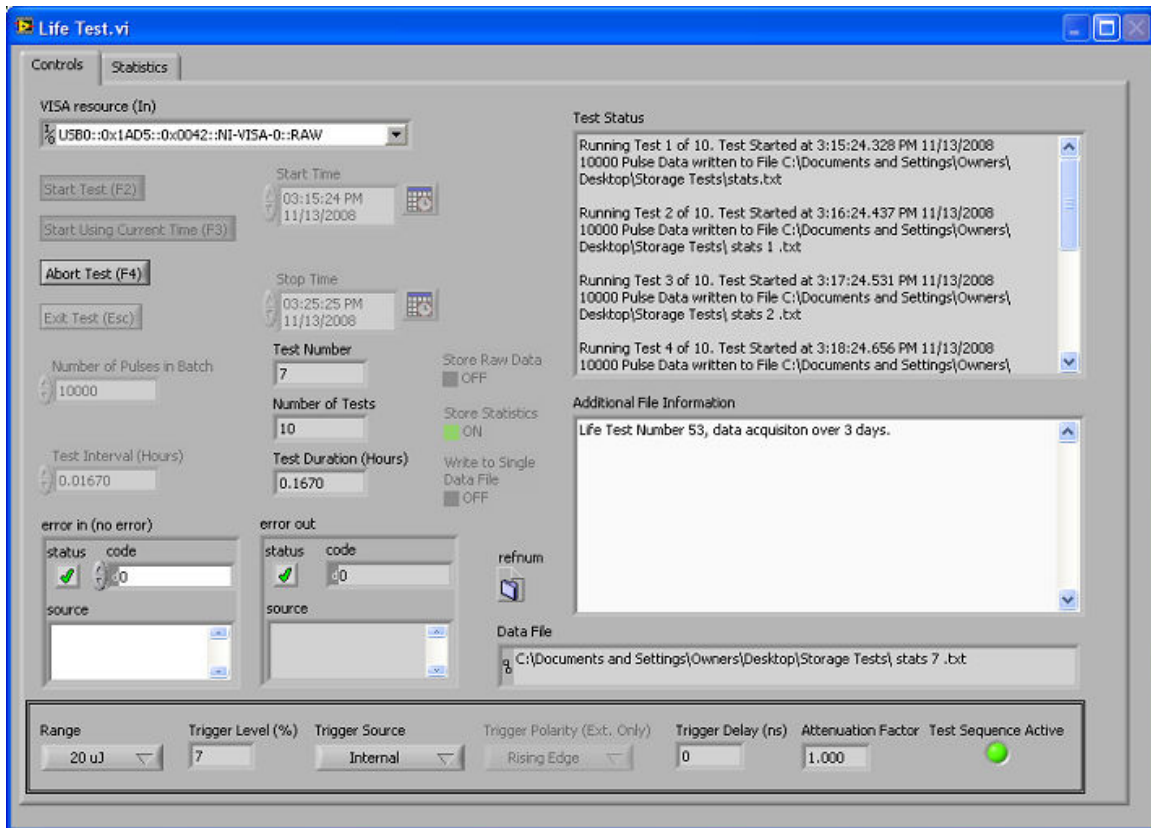 Life Test.vi
Controls
Statistics
VISA resource (In)
USB0::0x1AD5::0x0042::NI-VISA-0::RAW
Start Test (F2)
Start Using Current Time (F3)
Abort Test (F4)
Exit Test (Esc)
Start Time
03:15:24 PM
11/13/2008
Stop Time
03:25:25 PM
11/13/2008
Number of Pulses in Batch
10000
Test Interval (Hours)
0.01670
Test Number
7
Number of Tests
10
Test Duration (Hours)
0.1670
Store Raw Data
OFF
Store Statistics
ON
Write to Single
Data File
OFF
Test Status
Running Test 1 of 10. Test Started at 3:15:24.328 PM 11/13/2008
10000 Pulse Data written to File C:\Documents and Settings\Owners\
Desktop\Storage Tests\stats.txt
Running Test 2 of 10. Test Started at 3:16:24.437 PM 11/13/2008
10000 Pulse Data written to File C:\Documents and Settings\Owners\
Desktop\Storage Tests\ stats 1 .txt
Running Test 3 of 10. Test Started at 3:17:24.531 PM 11/13/2008
10000 Pulse Data written to File C:\Documents and Settings\Owners\
Desktop\Storage Tests\ stats 2 .txt
Running Test 4 of 10. Test Started at 3:18:24.656 PM 11/13/2008
10000 Pulse Data written to File C:\Documents and Settings\Owners\
Additional File Information
Life Test Number 53, data acquisiton over 3 days.
error in (no error)
status
code
d0
source
error out
status
code
d0
source
refnum
Data File
C:\Documents and Settings\Owners\Desktop\Storage Tests\ stats 7 .txt
Range
20 uJ
Trigger Level (%)
7
Trigger Source
Internal
Trigger Polarity (Ext. Only)
Rising Edge
Trigger Delay (ns)
0
Attenuation Factor
1.000
Test Sequence Active